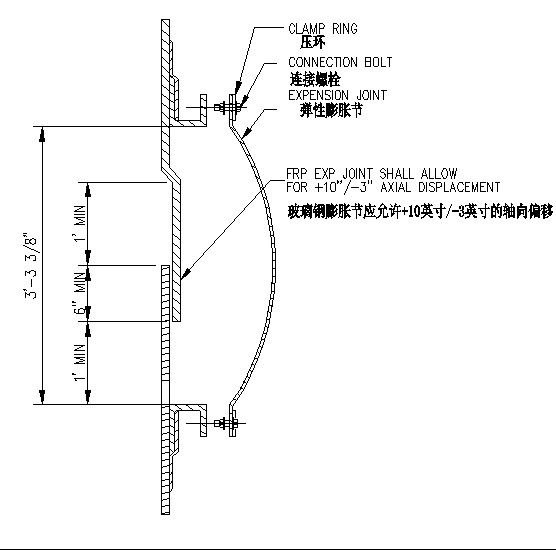 CLAMP RING
压环
CONNECTION BOLT
连接螺栓
EXPENSION JOINT
弹性膨胀节
FRP EXP JOINT SHALL ALLOW
FOR +10"/-3" AXIAL DISPLACEMENT
玻璃钢膨胀节应允许+10英寸/-3英寸的轴向偏移
1' MIN
3'-3 3/8"
6" MIN
1' MIN